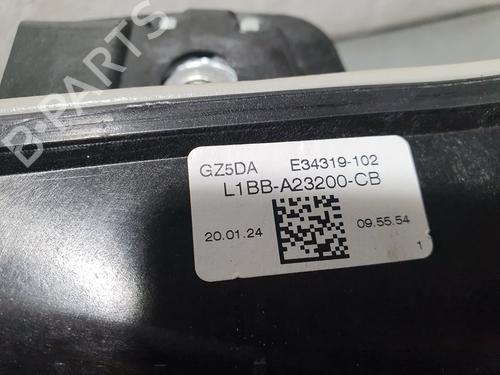 B-PARTS
GZ5DA E34319-102
L1BB-A23200-CB
20.01.24 09.55.54
1